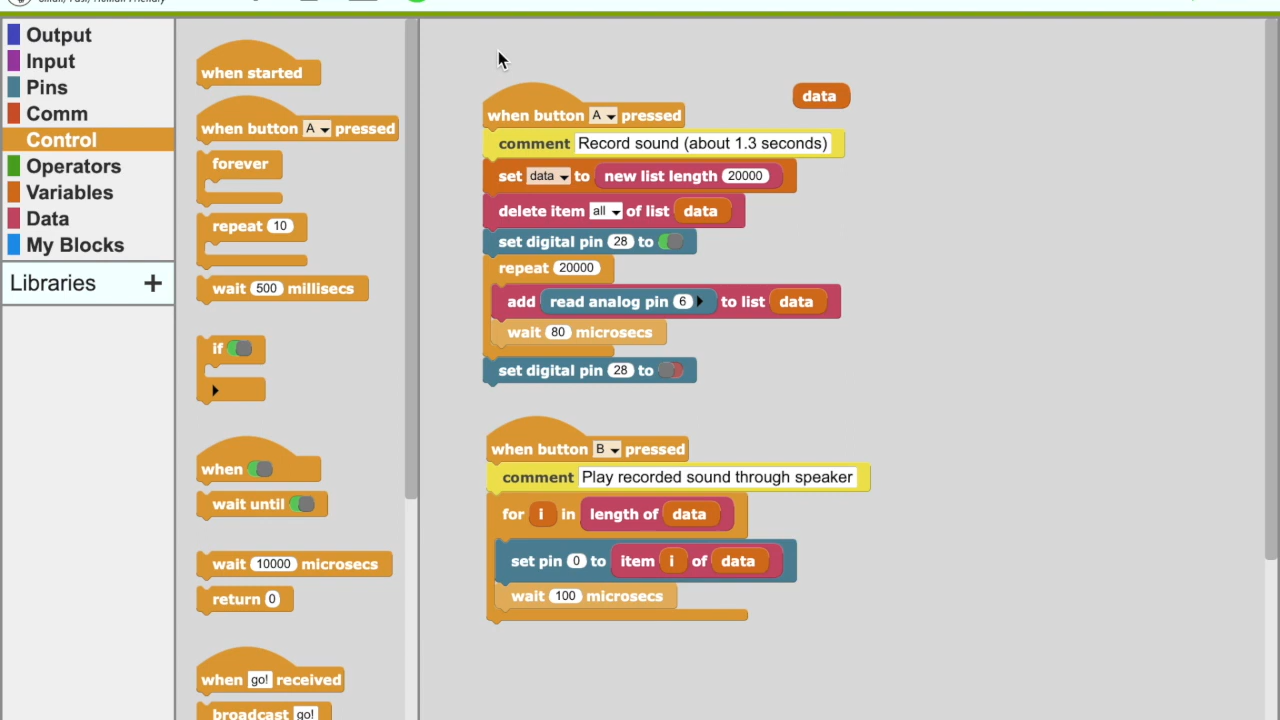 Output
Input
Pins
Comm
Control
Operators
Variables
Data
My Blocks
Libraries +
when started
when button A pressed
forever
repeat 10
wait 500 millisecs
if
when
wait until
wait 10000 microsecs
return 0
when go! received
broadcast go!
data
when button A pressed
comment Record sound (about 1.3 seconds)
set data to new list length 20000
delete item all of list data
set digital pin 28 to
repeat 20000
add read analog pin 6 to list data
wait 80 microsecs
set digital pin 28 to
when button B pressed
comment Play recorded sound through speaker
for i in length of data
set pin 0 to item i of data
wait 100 microsecs